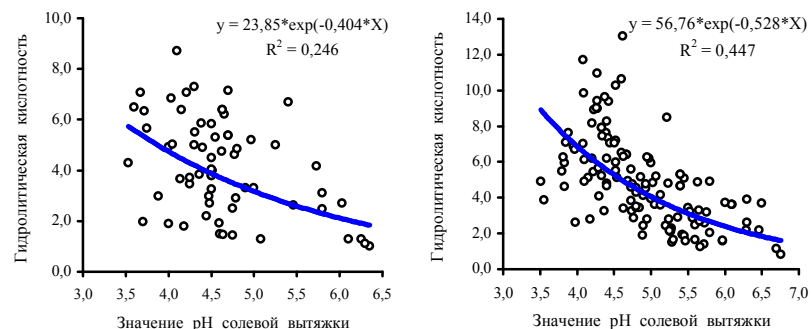 y = 23,85*exp(-0,404*X)
R² = 0,246
Гидролитическая кислотность
10,0
8,0
6,0
4,0
2,0
0,0
3,0 3,5 4,0 4,5 5,0 5,5 6,0 6,5
Значение pH солевой вытяжки
y = 56,76*exp(-0,528*X)
R² = 0,447
Гидролитическая кислотность
14,0
12,0
10,0
8,0
6,0
4,0
2,0
0,0
3,0 3,5 4,0 4,5 5,0 5,5 6,0 6,5 7,0
Значение pH солевой вытяжки